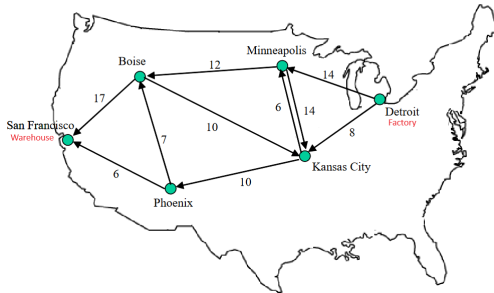 Minneapolis
Boise
12
14
Detroit
Factory
17
6
14
San Francisco
Warehouse
10
8
7
Kansas City
6
10
Phoenix